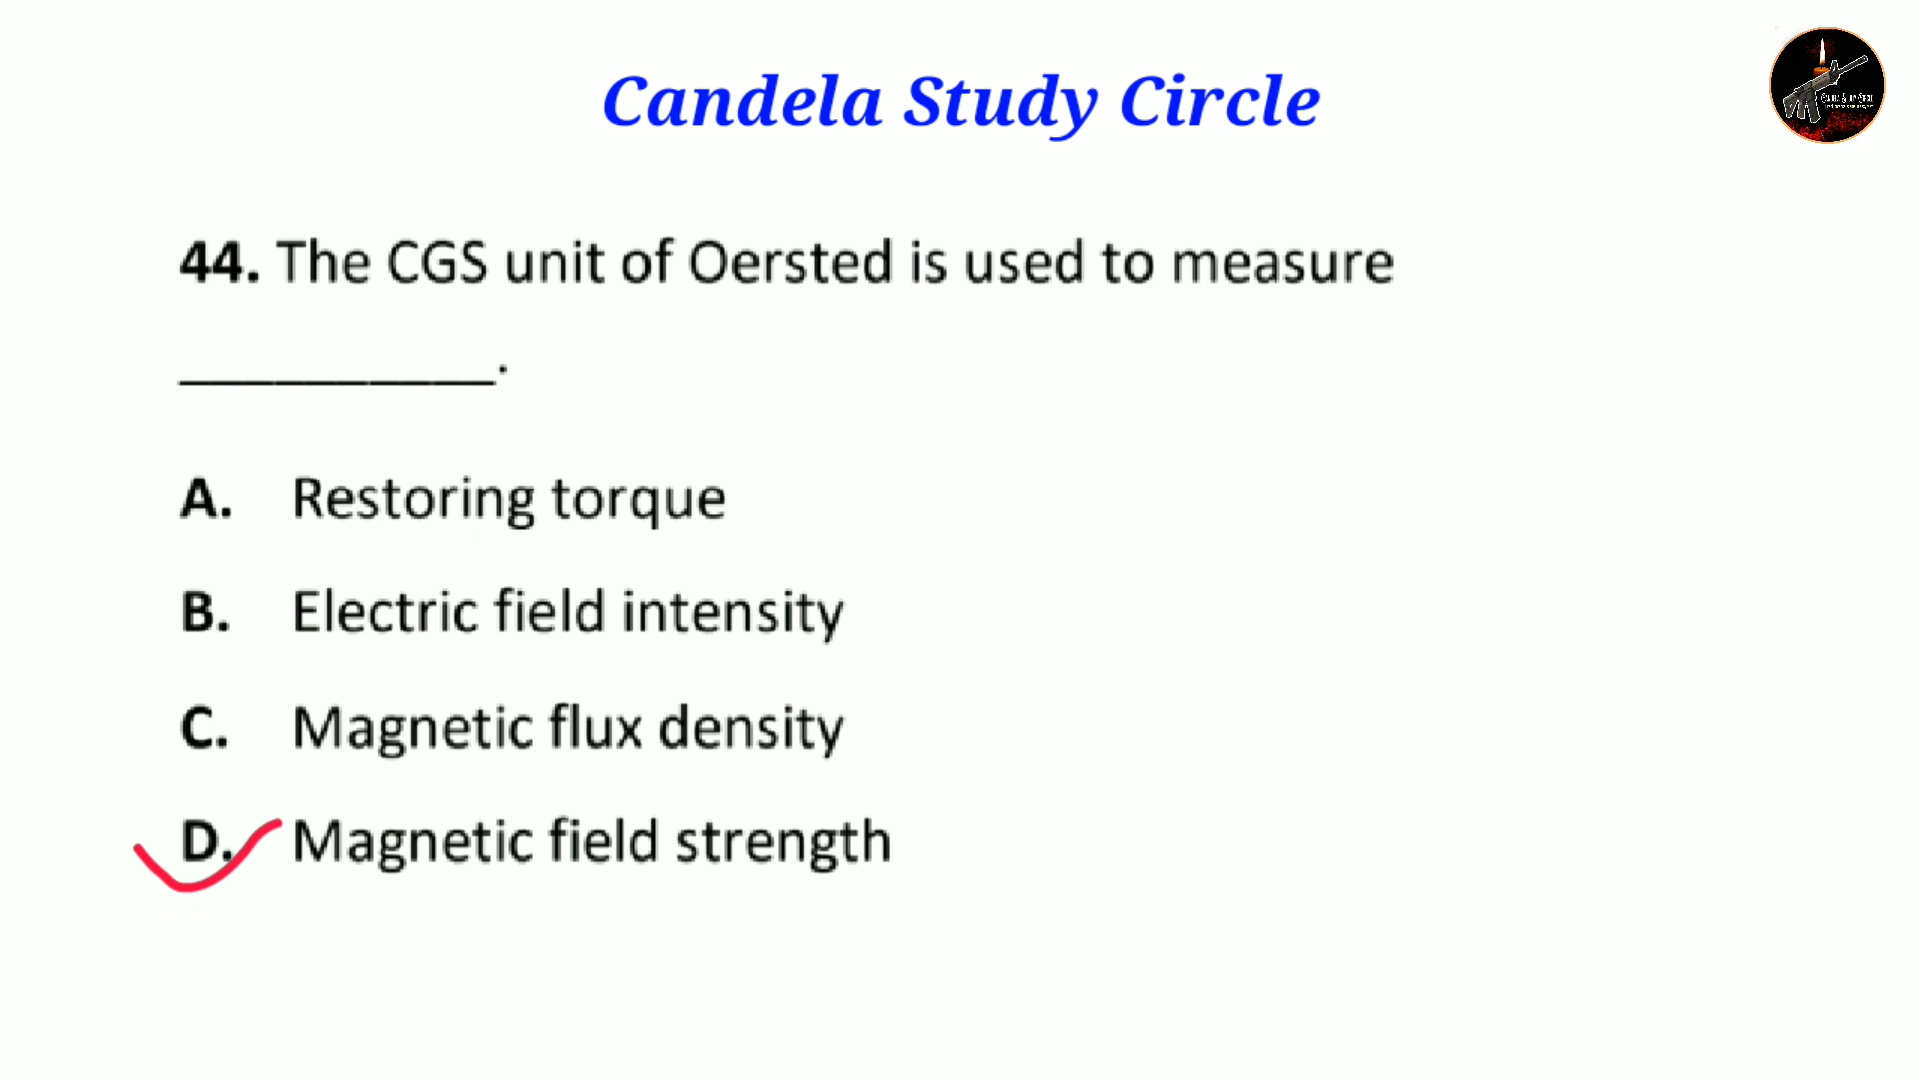 Candela Study Circle
44. The CGS unit of Oersted is used to measure
__________.
A. Restoring torque
B. Electric field intensity
C. Magnetic flux density
D. Magnetic field strength